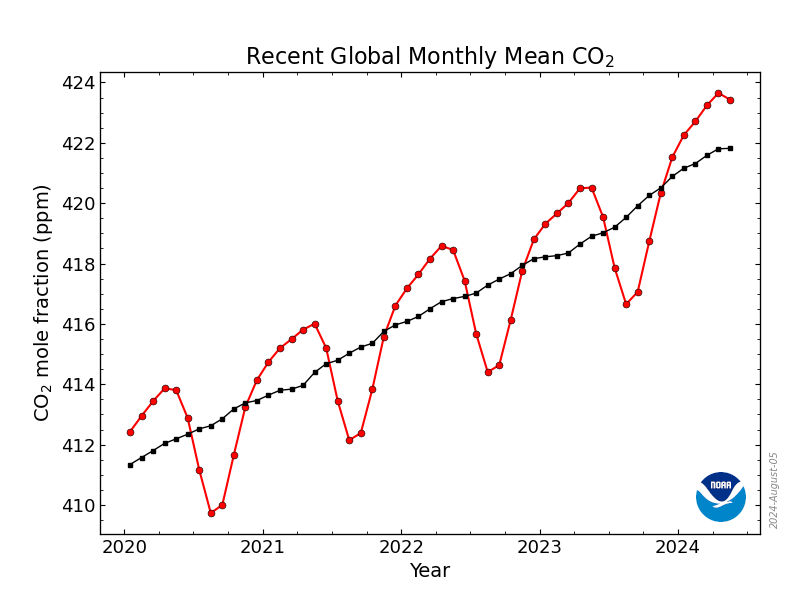 Recent Global Monthly Mean CO₂
424
422
420
418
416
414
412
410
CO₂ mole fraction (ppm)
2020
2021
2022
2023
2024
Year
NOAA
2024-August-05